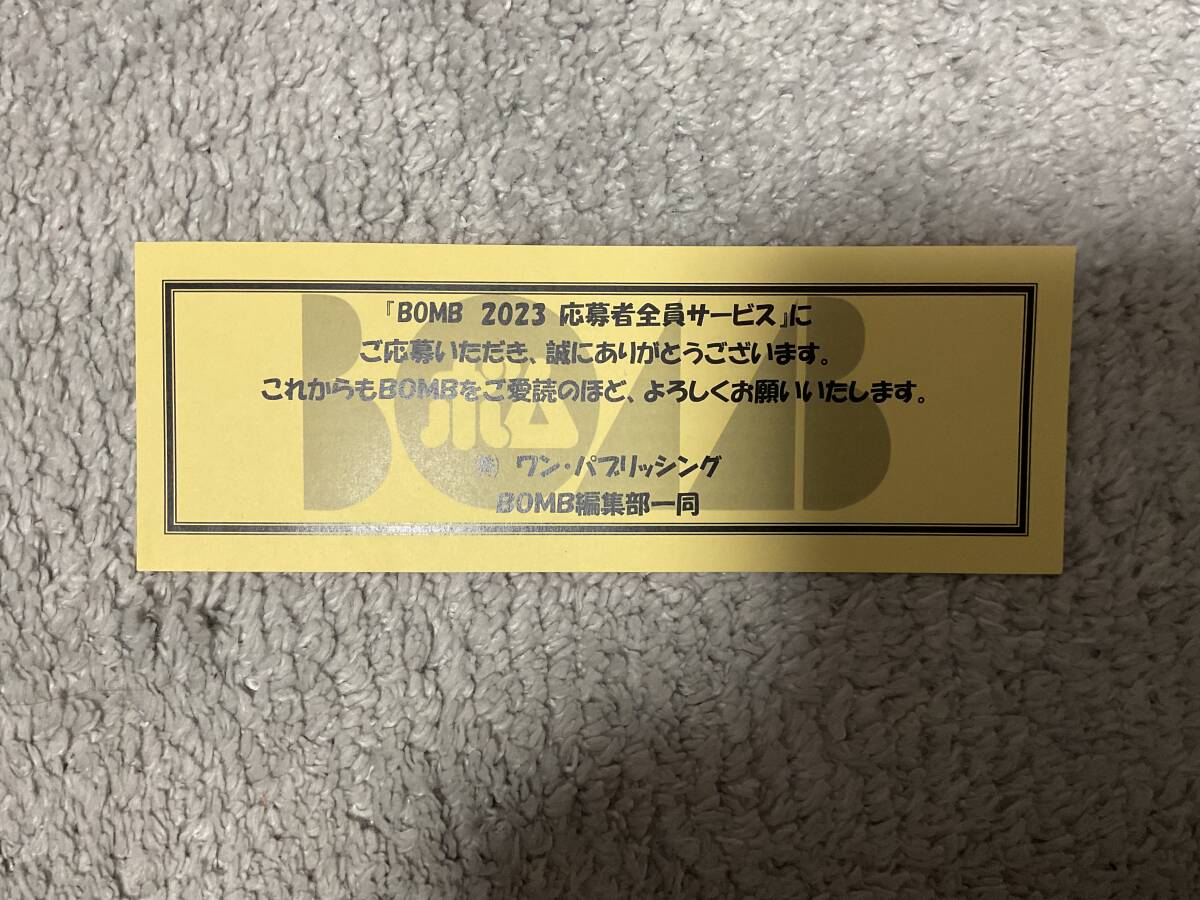 『BOMB 2023 応募者全員サービス』に
ご応募いただき、誠にありがとうございます。
これからもBOMBをご愛読のほど、よろしくお願いいたします。
㈱ ワン・パブリッシング
BOMB編集部一同
BOMB
ボム